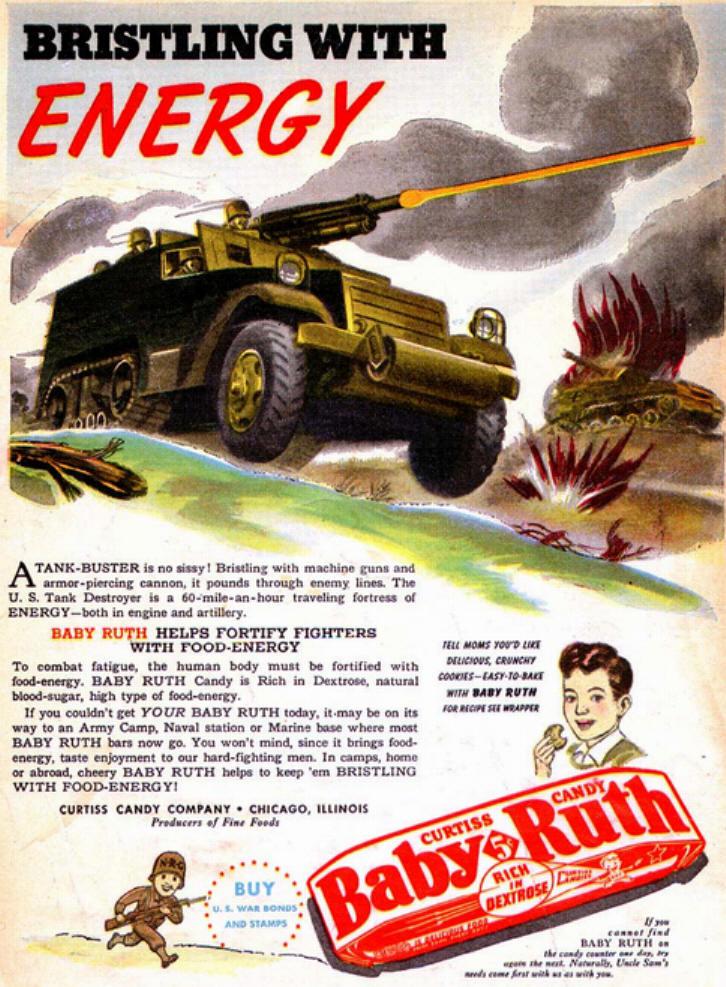 BRISTLING WITH
ENERGY
A TANK-BUSTER is no sissy! Bristling with machine guns and
armor-piercing cannon, it pounds through enemy lines. The
U. S. Tank Destroyer is a 60-mile-an-hour traveling fortress of
ENERGY—both in engine and artillery.
BABY RUTH HELPS FORTIFY FIGHTERS
WITH FOOD-ENERGY
To combat fatigue, the human body must be fortified with
food-energy. BABY RUTH Candy is Rich in Dextrose, natural
blood-sugar, high type of food-energy.
If you couldn't get YOUR BABY RUTH today, it may be on its
way to an Army Camp, Naval station or Marine base where most
BABY RUTH bars now go. You won't mind, since it brings food-
energy, taste enjoyment to our hard-fighting men. In camps, home
or abroad, cheery BABY RUTH helps to keep 'em BRISTLING
WITH FOOD-ENERGY!
CURTISS CANDY COMPANY • CHICAGO, ILLINOIS
Producers of Fine Foods
TELL MOMS YOU'D LIKE
DELICIOUS, CRUNCHY
COOKIES—EASY-TO-BAKE
WITH BABY RUTH
FOR RECIPE SEE WRAPPER
N-R-G
BUY
U. S. WAR BONDS
AND STAMPS
CURTISS CANDY
Baby 5¢ Ruth
RICH
IN
DEXTROSE
If you
cannot find
BABY RUTH on
the candy counter one day, try
again the next. Naturally, Uncle Sam's
needs come first with us as with you.